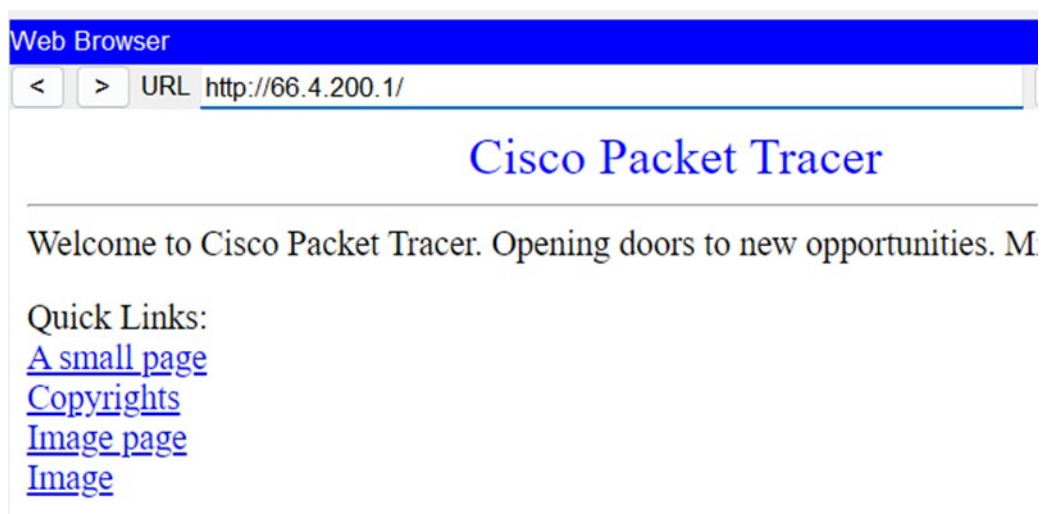 Web Browser
< > URL http://66.4.200.1/
Cisco Packet Tracer
Welcome to Cisco Packet Tracer. Opening doors to new opportunities.
Quick Links:
A small page
Copyrights
Image page
Image